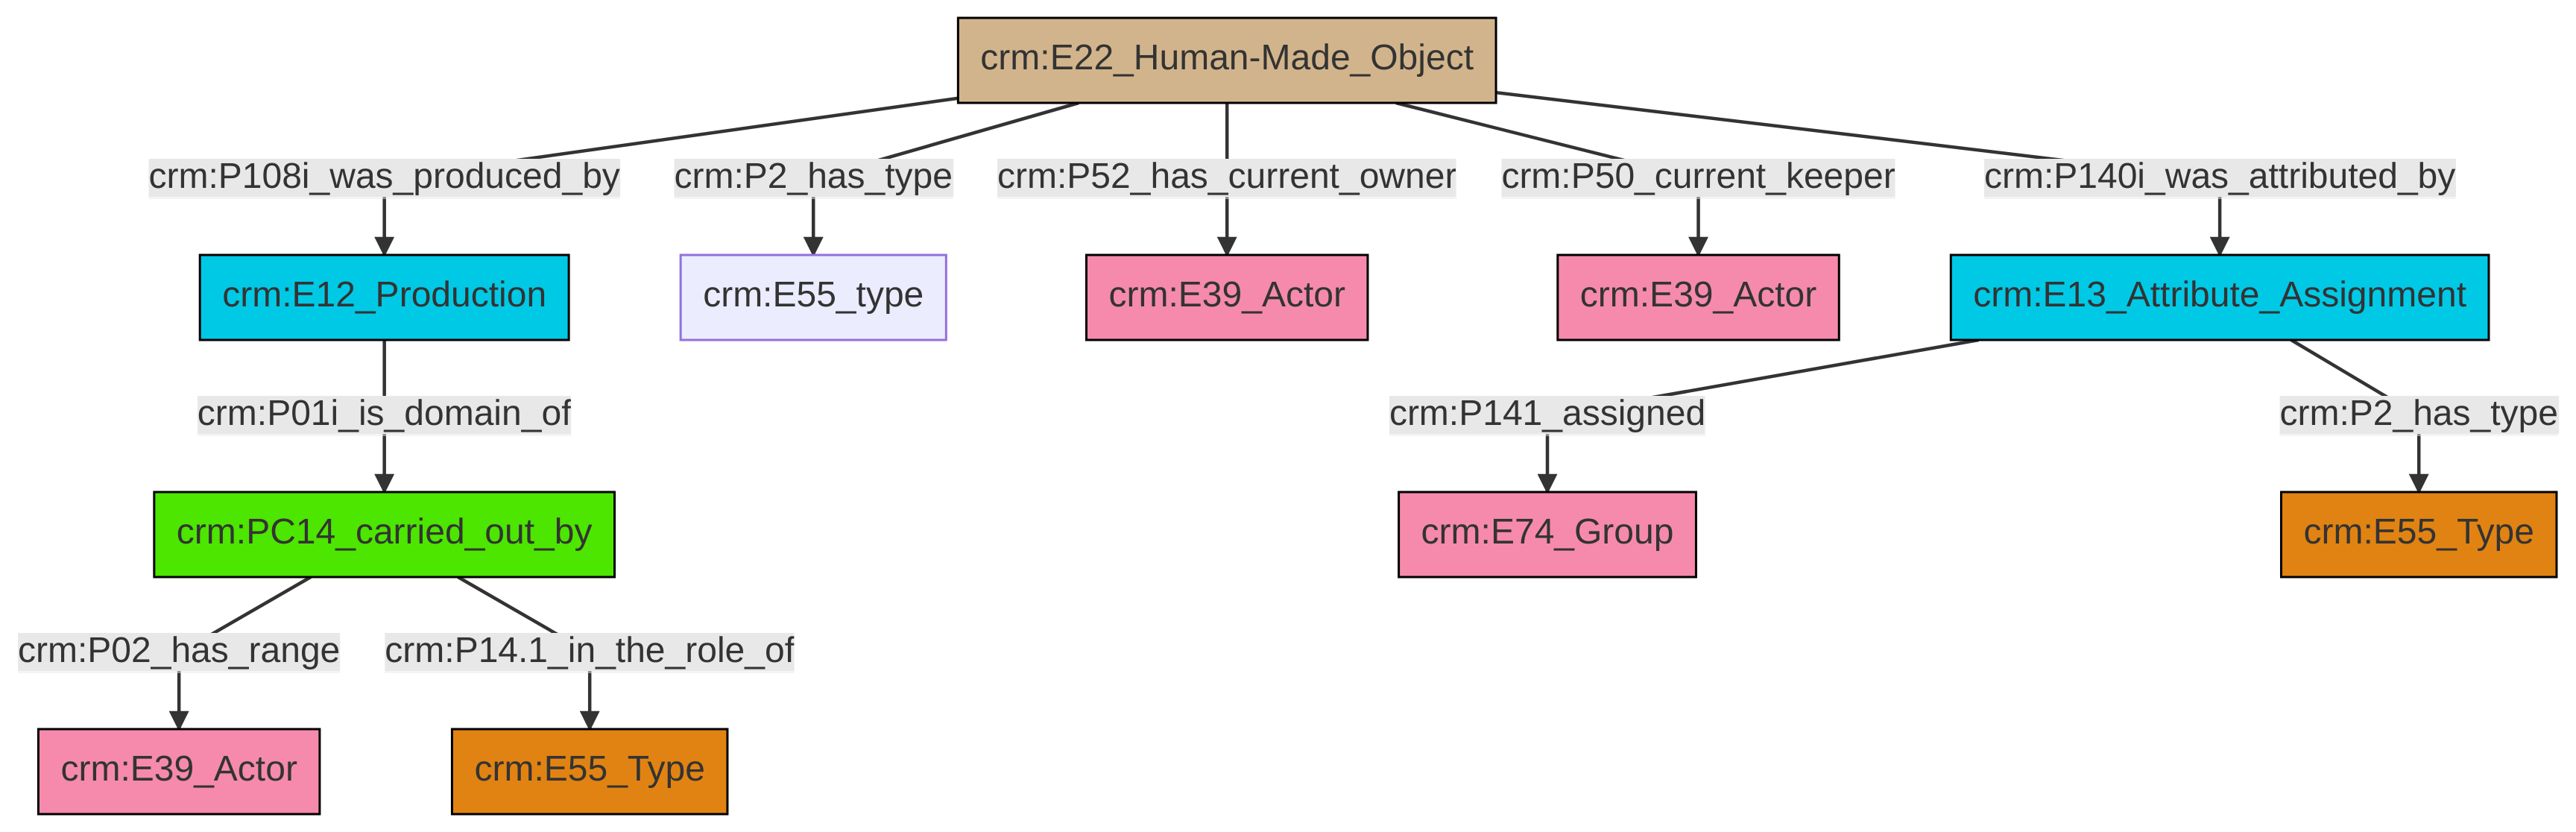 crm:E22_Human-Made_Object
crm:P108i_was_produced_by
crm:P2_has_type
crm:P52_has_current_owner
crm:P50_current_keeper
crm:P140i_was_attributed_by
crm:E12_Production
crm:E55_type
crm:E39_Actor
crm:E39_Actor
crm:E13_Attribute_Assignment
crm:P01i_is_domain_of
crm:P141_assigned
crm:P2_has_type
crm:PC14_carried_out_by
crm:E74_Group
crm:E55_Type
crm:P02_has_range
crm:P14.1_in_the_role_of
crm:E39_Actor
crm:E55_Type